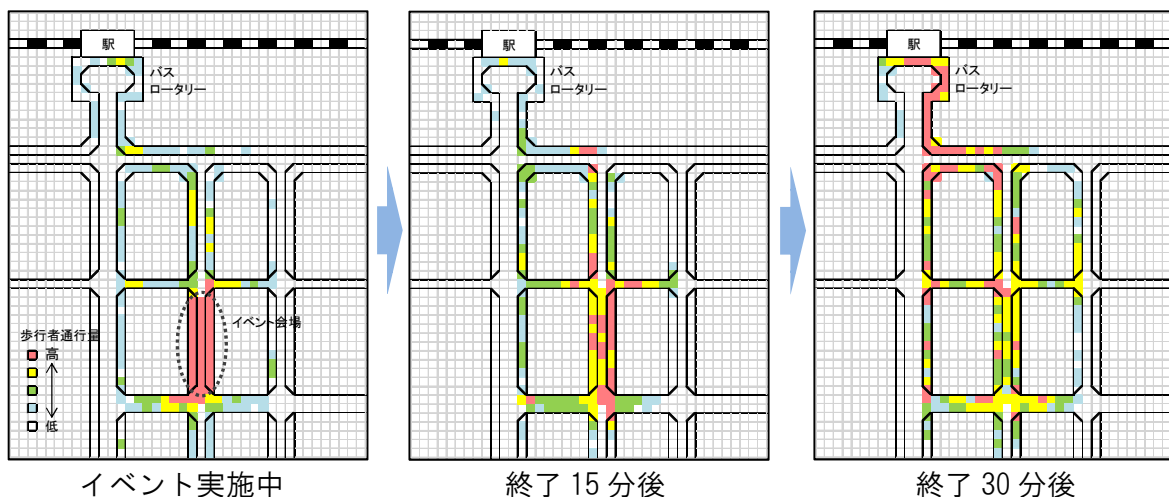 駅
バス
ロータリー
イベント会場
歩行者通行量
高
低
イベント実施中
駅
バス
ロータリー
終了 15 分後
駅
バス
ロータリー
終了 30 分後